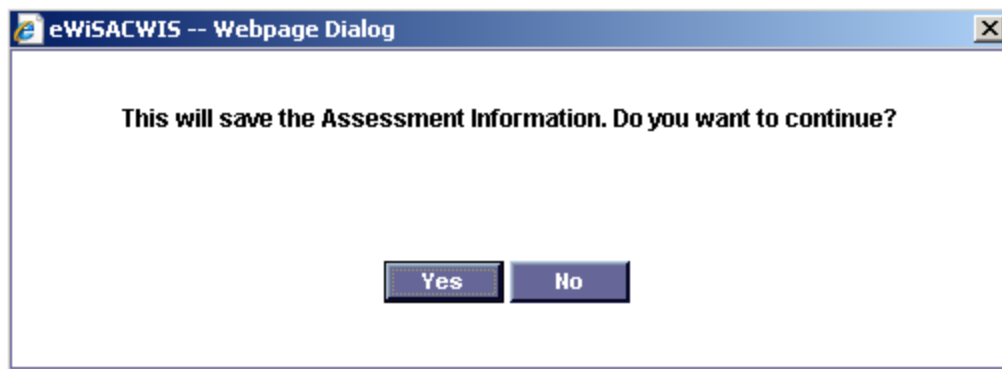 eWiSACWIS -- Webpage Dialog
This will save the Assessment Information. Do you want to continue?
Yes No